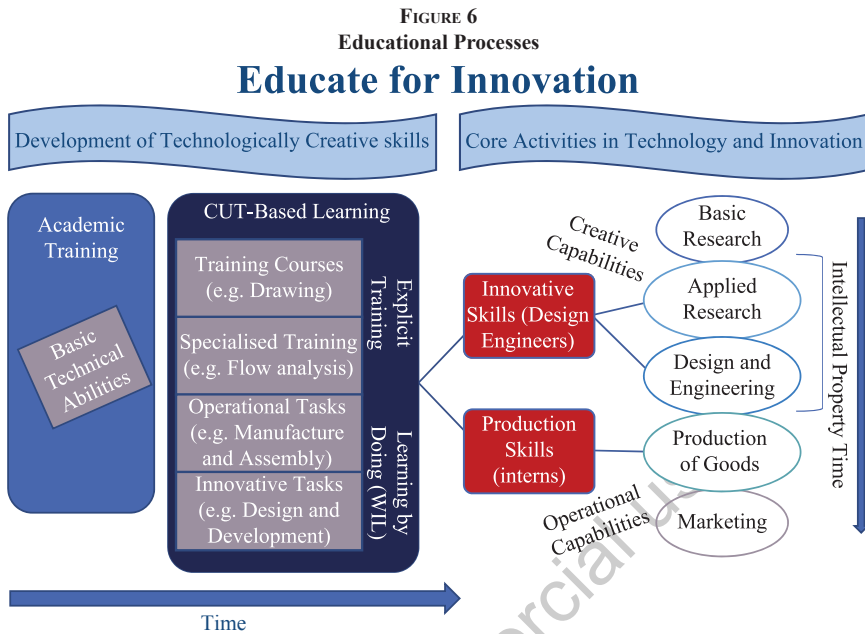 FIGURE 6
Educational Processes
Educate for Innovation
Development of Technologically Creative skills
Core Activities in Technology and Innovation
Academic
Training
Basic
Technical
Abilities
CUT-Based Learning
Training Courses
(e.g. Drawing)
Specialised Training
(e.g. Flow analysis)
Operational Tasks
(e.g. Manufacture
and Assembly)
Innovative Tasks
(e.g. Design and
Development)
Explicit
Training
Learning by
Doing (WIL)
Innovative
Skills (Design
Engineers)
Production
Skills
(interns)
Creative
Capabilities
Operational
Capabilities
Basic
Research
Applied
Research
Design and
Engineering
Production
of Goods
Marketing
Intellectual Property Time
Time